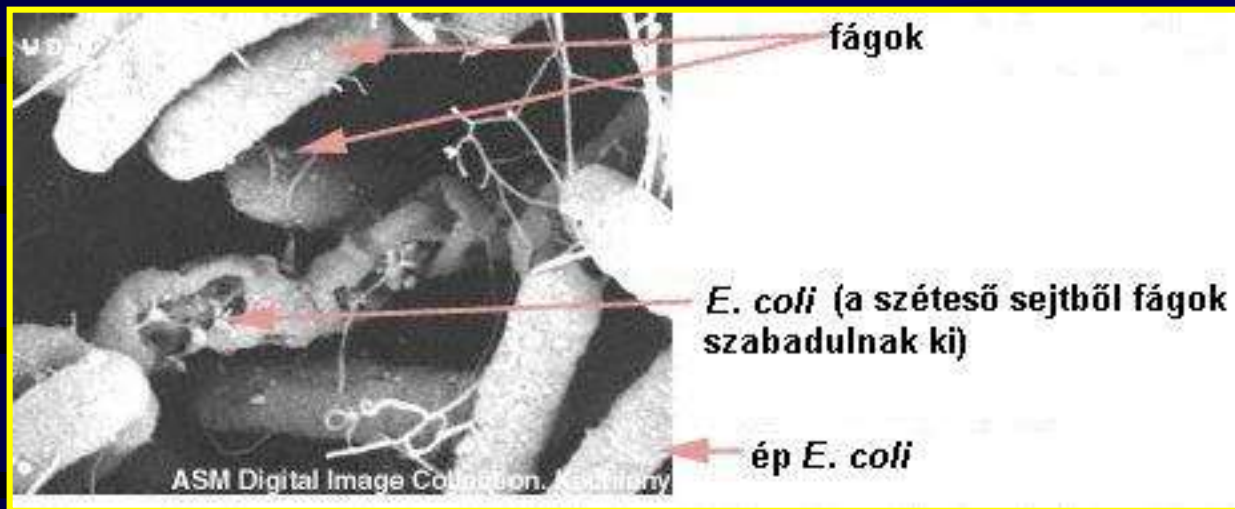 fágok
E. coli (a széteső sejtből fágok
szabadulnak ki)
ép E. coli
ASM Digital Image Collection.